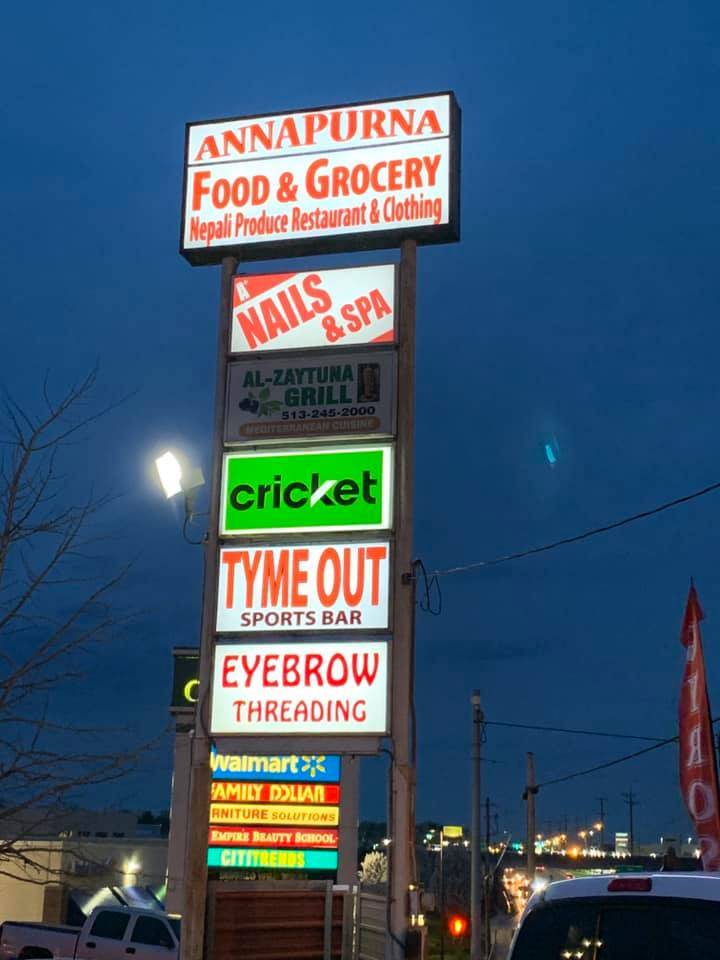 ANNAPURNA
FOOD & GROCERY
Nepali Produce Restaurant & Clothing
A+
NAILS
& SPA
AL-ZAYTUNA
GRILL
513-245-2000
MEDITERRANEAN CUISINE
cricket
TYME OUT
SPORTS BAR
EYEBROW
THREADING
Walmart
FAMILY DOLLAR
RNITURE SOLUTIONS
EMPIRE BEAUTY SCHOOL
CITITRENDS
GYRO